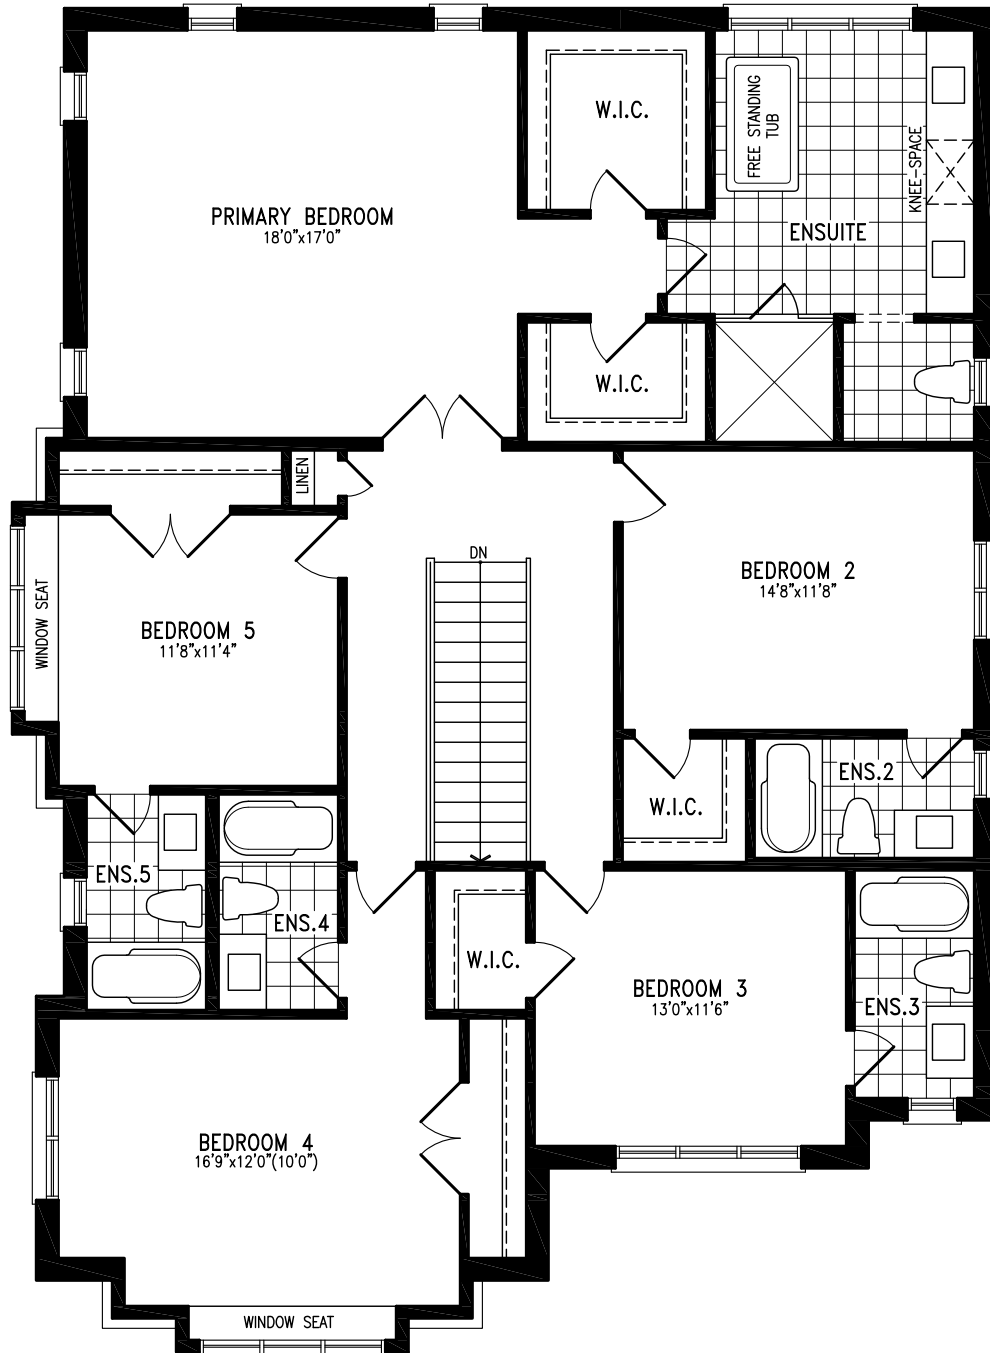 W.I.C.
FREE STANDING
TUB
KNEE-SPACE
PRIMARY BEDROOM
18'0"x17'0"
ENSUITE
W.I.C.
LINEN
DN
BEDROOM 2
14'8"x11'8"
WINDOW SEAT
BEDROOM 5
11'8"x11'4"
ENS.2
W.I.C.
ENS.5
ENS.4
W.I.C.
BEDROOM 3
13'0"x11'6"
ENS.3
BEDROOM 4
16'9"x12'0"(10'0")
WINDOW SEAT